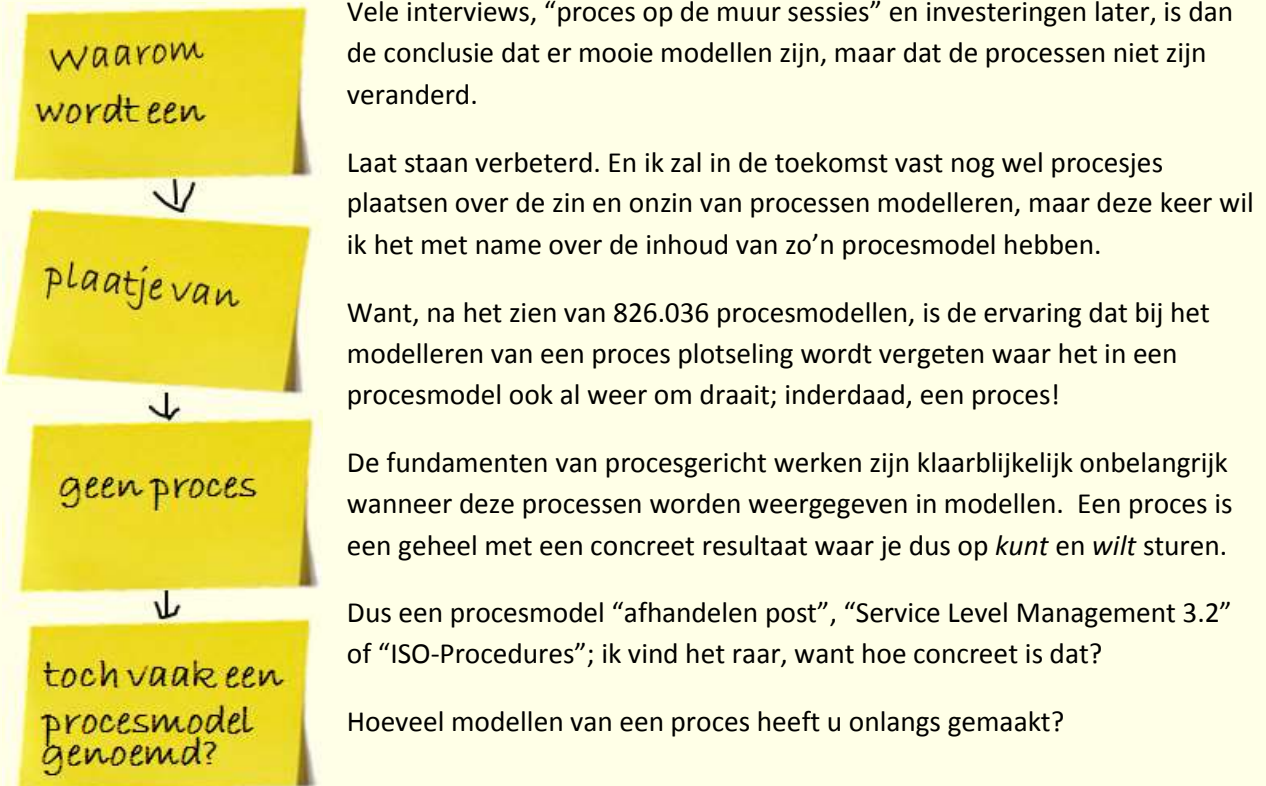 waarom
wordt een
plaatje van
geen proces
toch vaak een
procesmodel
genoemd?
Vele interviews, “proces op de muur sessies” en investeringen later, is dan
de conclusie dat er mooie modellen zijn, maar dat de processen niet zijn
veranderd.
Laat staan verbeterd. En ik zal in de toekomst vast nog wel procesjes
plaatsen over de zin en onzin van processen modelleren, maar deze keer wil
ik het met name over de inhoud van zo’n procesmodel hebben.
Want, na het zien van 826.036 procesmodellen, is de ervaring dat bij het
modelleren van een proces plotseling wordt vergeten waar het in een
procesmodel ook al weer om draait; inderdaad, een proces!
De fundamenten van procesgericht werken zijn klaarblijkelijk onbelangrijk
wanneer deze processen worden weergegeven in modellen.  Een proces is
een geheel met een concreet resultaat waar je dus op kunt en wilt sturen.
Dus een procesmodel “afhandelen post”, “Service Level Management 3.2”
of “ISO-Procedures”; ik vind het raar, want hoe concreet is dat?
Hoeveel modellen van een proces heeft u onlangs gemaakt?